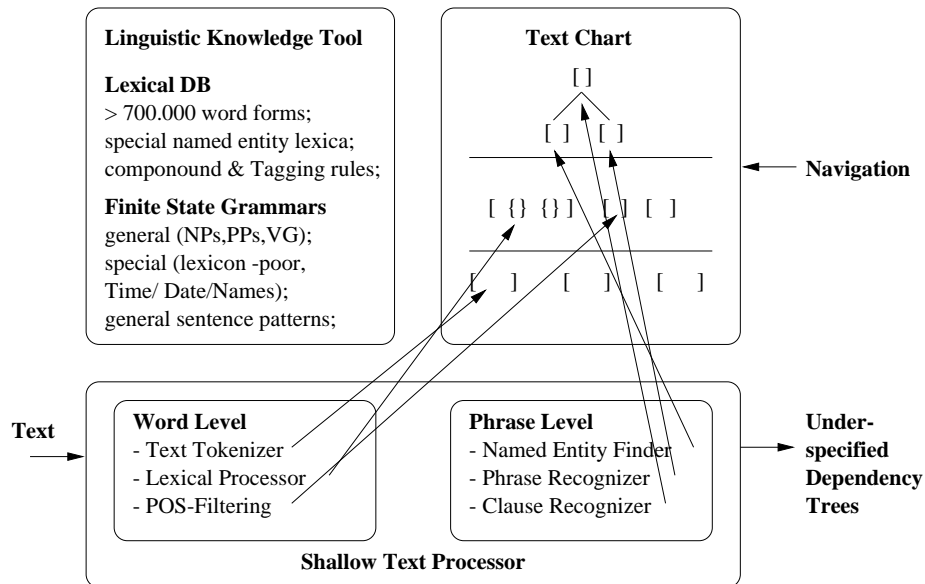 Linguistic Knowledge Tool
Lexical DB
> 700.000 word forms;
special named entity lexica;
componound & Tagging rules;
Finite State Grammars
general (NPs,PPs,VG);
special (lexicon -poor,
Time/ Date/Names);
general sentence patterns;
Text Chart
[ ]
[ ] [ ]
[ {} {} ] [ ] [ ]
[ ] [ ] [ ]
Navigation
Text
Word Level
- Text Tokenizer
- Lexical Processor
- POS-Filtering
Phrase Level
- Named Entity Finder
- Phrase Recognizer
- Clause Recognizer
Shallow Text Processor
Under-
specified
Dependency
Trees